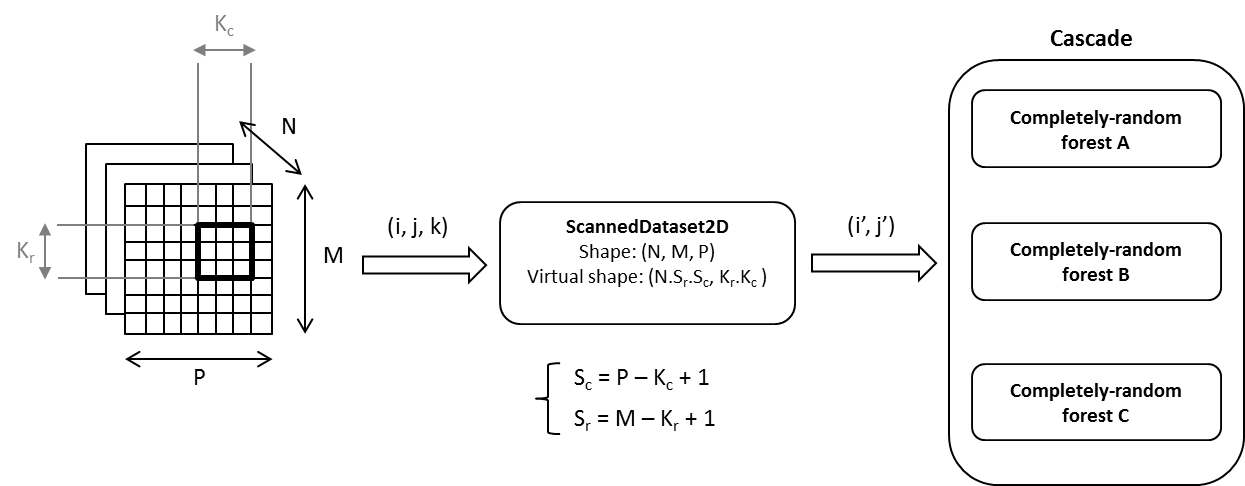 K_c
N
K_r
M
P
(i, j, k)
ScannedDataset2D
Shape: (N, M, P)
Virtual shape: (N.S_r.S_c, K_r.K_c )
S_c = P – K_c + 1
S_r = M – K_r + 1
(i’, j’)
Cascade
Completely-random
forest A
Completely-random
forest B
Completely-random
forest C